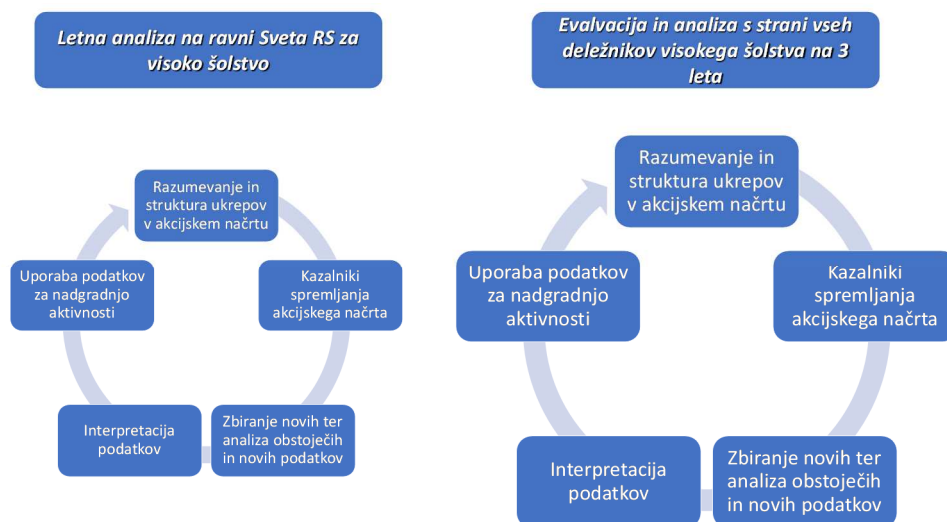 Letna analiza na ravni Sveta RS za
visoko šolstvo
Razumevanje in
struktura ukrepov
v akcijskem načrtu
Kazalniki
spremljanja
akcijskega načrta
Zbiranje novih ter
analiza obstoječih
in novih podatkov
Interpretacija
podatkov
Uporaba podatkov
za nadgradnjo
aktivnosti
Evalvacija in analiza s strani vseh
deležnikov visokega šolstva na 3
leta
Razumevanje in
struktura ukrepov
v akcijskem načrtu
Kazalniki
spremljanja
akcijskega načrta
Zbiranje novih ter
analiza obstoječih
in novih podatkov
Interpretacija
podatkov
Uporaba podatkov
za nadgradnjo
aktivnosti